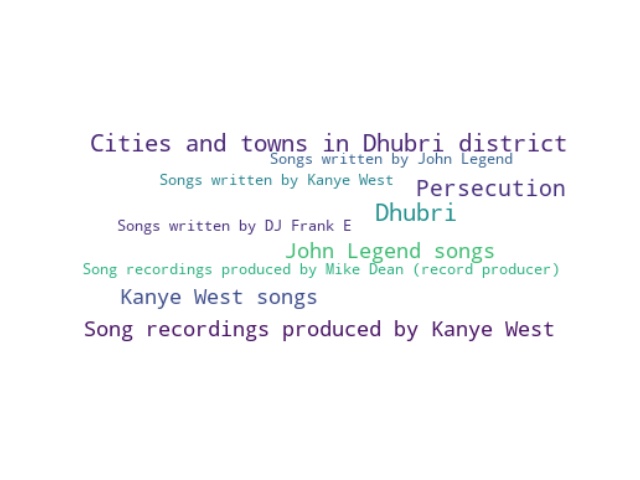 Cities and towns in Dhubri district
Songs written by John Legend
Songs written by Kanye West
Persecution
Dhubri
Songs written by DJ Frank E
John Legend songs
Song recordings produced by Mike Dean (record producer)
Kanye West songs
Song recordings produced by Kanye West